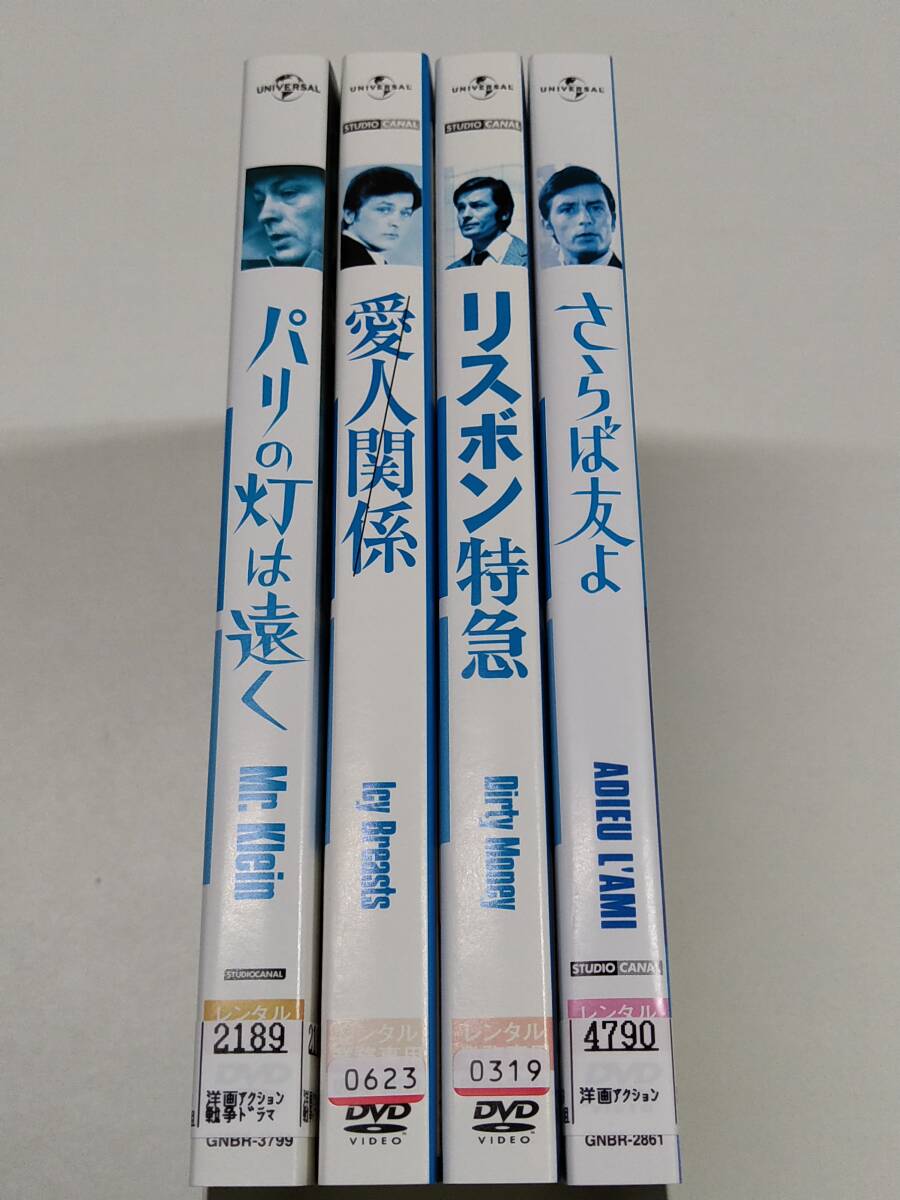 UNIVERSAL
パリの灯は遠く
Mr. Klein
STUDIOCANAL
レンタル
2189
洋画アクション
戦争ドラマ
GNBR-3799
UNIVERSAL
STUDIO CANAL
愛人関係
Icy Breasts
レンタル
0623
DVD
VIDEO
UNIVERSAL
STUDIO CANAL
リスボン特急
Dirty Money
レンタル
0319
DVD
VIDEO
UNIVERSAL
さらば友よ
ADIEU L'AMI
STUDIO CANAL
レンタル
4790
洋画アクション
GNBR-2861